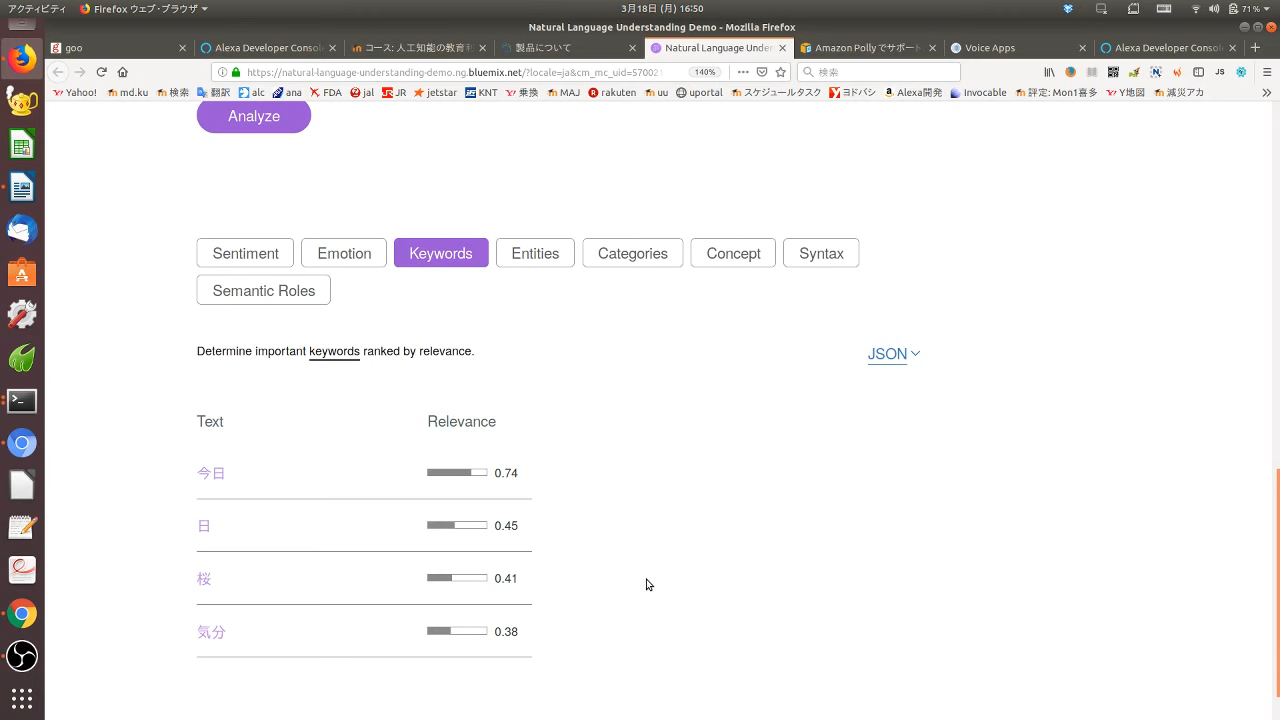 アクティビティ Firefox ウェブ・ブラウザ 3月18日 (月) 16:50 21%
Natural Language Understanding Demo - Mozilla Firefox
goo Alexa Developer Consol コース: 人工知能の教育利 製品について Natural Language Under Amazon Polly でサポート Voice Apps Alexa Developer Consol
https://natural-language-understanding-demo.ng.bluemix.net/?locale=ja&cm_mc_uid=57002 140% 検索
Yahoo! md.ku 検索 翻訳 alc ana FDA jal JR jetstar KNT 乗換 MAJ rakuten uu uportal スケジュールタスク ヨドバシ Alexa開発 Invocable 評定: Mon1喜多 Y地図 減災アカ
Analyze
Sentiment Emotion Keywords Entities Categories Concept Syntax
Semantic Roles
Determine important keywords ranked by relevance. JSON
Text Relevance
今日 0.74
日 0.45
桜 0.41
気分 0.38